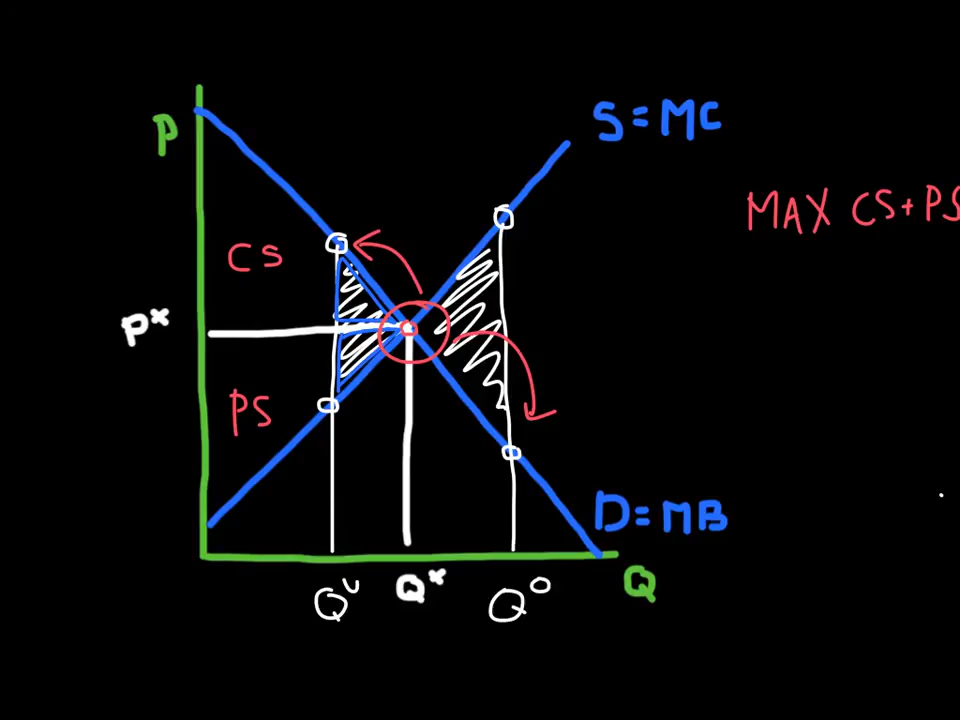 P
S=MC
MAX CS+PS
CS
P*
PS
D=MB
Q^U
Q*
Q^O
Q